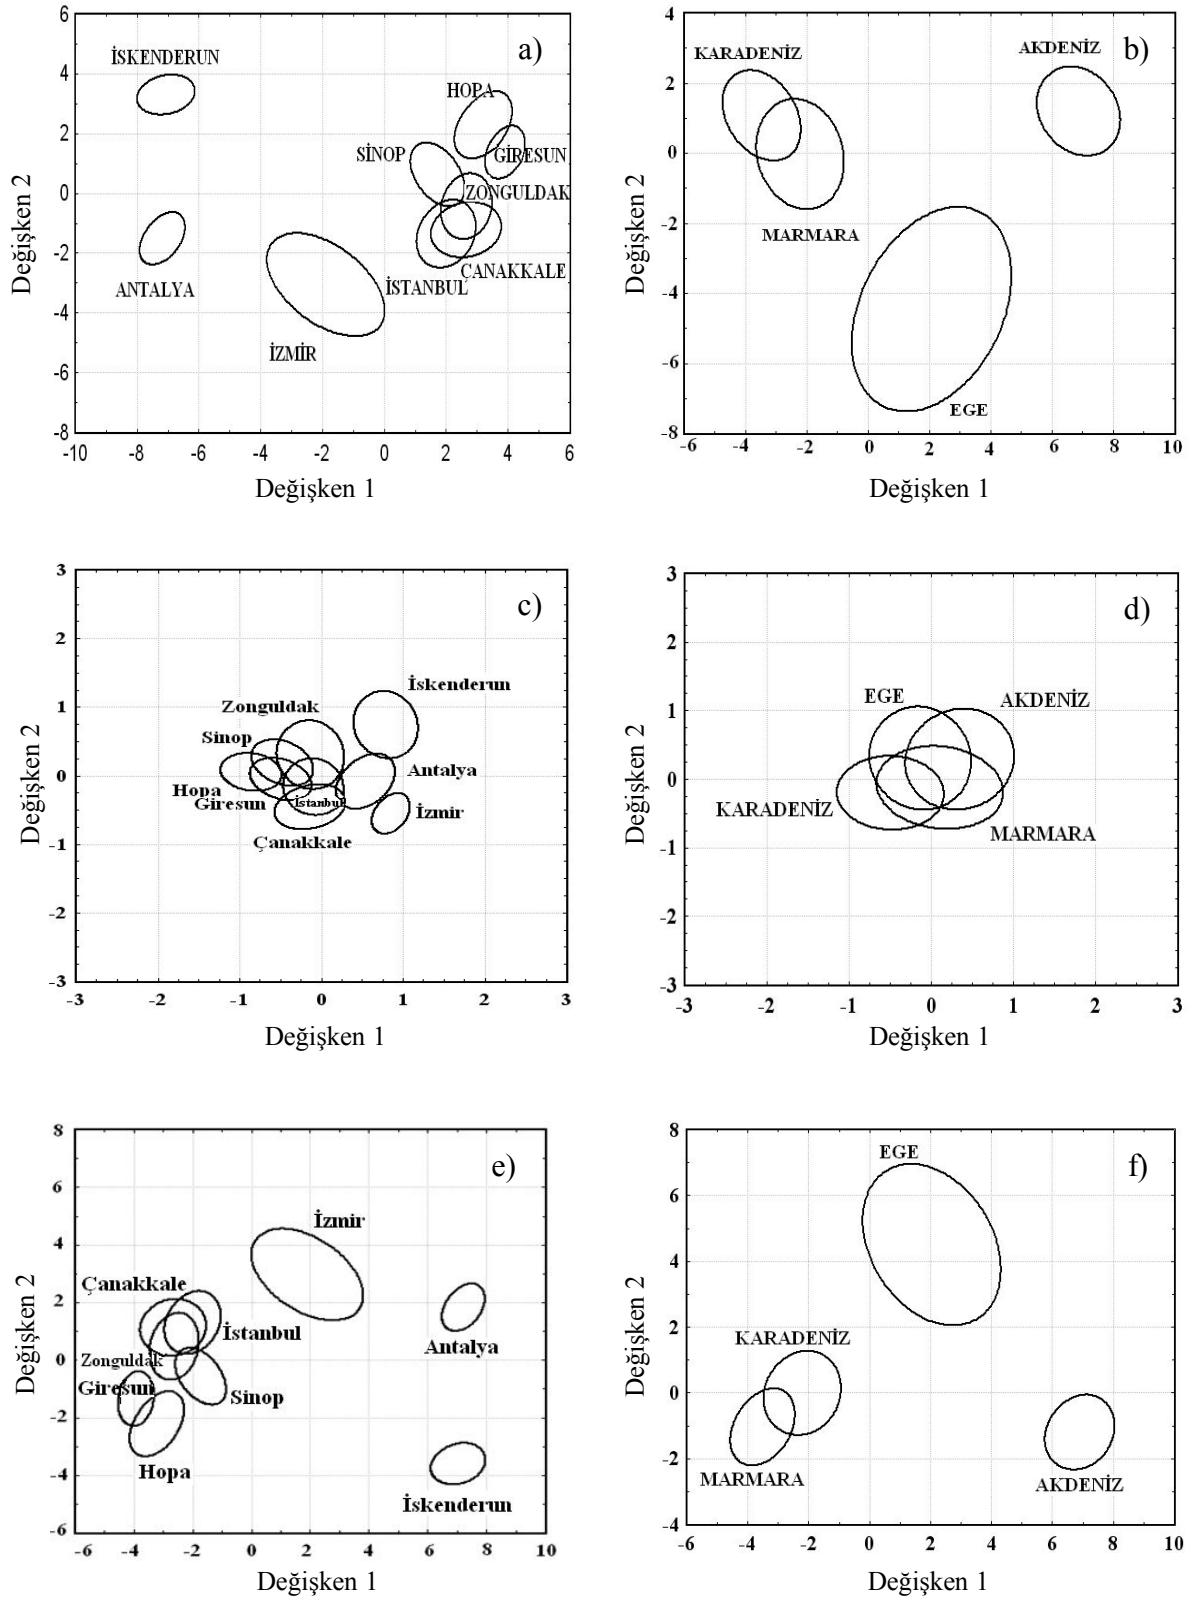 a)
6
4
2
0
-2
-4
-6
-8
-10 -8 -6 -4 -2 0 2 4 6
Değişken 2
Değişken 1
İSKENDERUN
HOPA
SİNOP
GİRESUN
ZONGULDAK
ANTALYA
ÇANAKKALE
İSTANBUL
İZMİR
b)
4
2
0
-2
-4
-6
-8
-6 -4 -2 0 2 4 6 8 10
Değişken 2
Değişken 1
KARADENİZ
AKDENİZ
MARMARA
EGE
c)
3
2
1
0
-1
-2
-3
-3 -2 -1 0 1 2 3
Değişken 2
Değişken 1
İskenderun
Zonguldak
Sinop
Antalya
Hopa
Giresun
İstanbul
İzmir
Çanakkale
d)
3
2
1
0
-1
-2
-3
-3 -2 -1 0 1 2 3
Değişken 2
Değişken 1
EGE
AKDENİZ
KARADENİZ
MARMARA
e)
8
6
4
2
0
-2
-4
-6
-6 -4 -2 0 2 4 6 8 10
Değişken 2
Değişken 1
İzmir
Çanakkale
İstanbul
Antalya
Zonguldak
Giresun
Sinop
Hopa
İskenderun
f)
8
6
4
2
0
-2
-4
-6 -4 -2 0 2 4 6 8 10
Değişken 2
Değişken 1
EGE
KARADENİZ
MARMARA
AKDENİZ